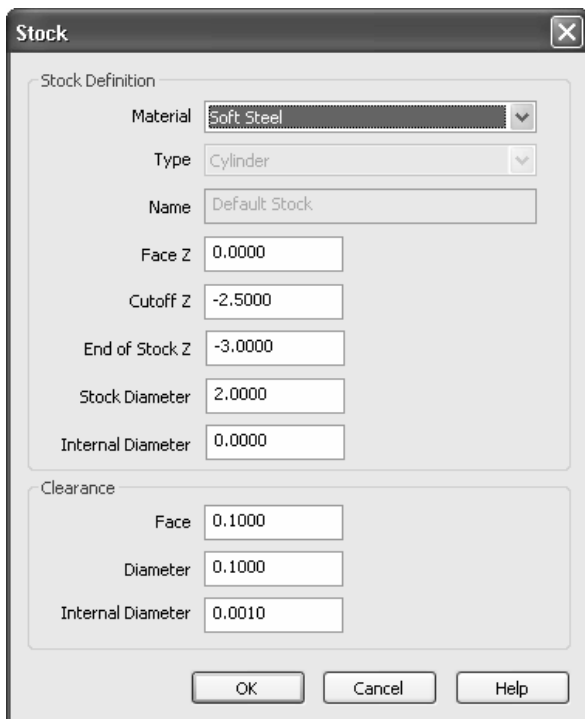 Stock
Stock Definition
Material Soft Steel
Type Cylinder
Name Default Stock
Face Z 0.0000
Cutoff Z -2.5000
End of Stock Z -3.0000
Stock Diameter 2.0000
Internal Diameter 0.0000
Clearance
Face 0.1000
Diameter 0.1000
Internal Diameter 0.0010
OK Cancel Help